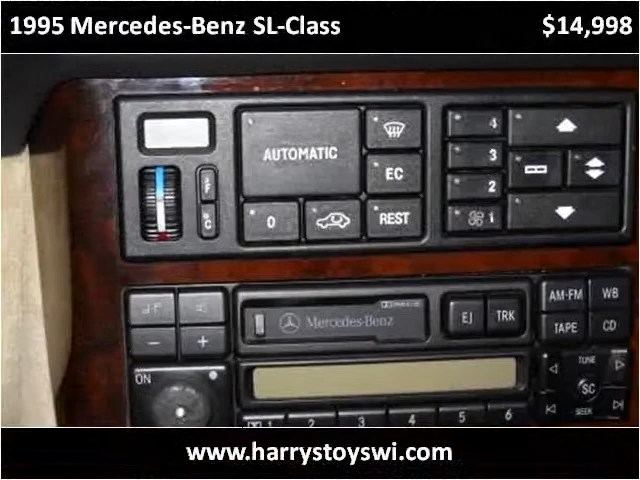 1995 Mercedes-Benz SL-Class $14,998
AUTOMATIC
EC
0
REST
4
3
2
1
°F
°C
Mercedes-Benz
EJ TRK
AM-FM WB
TAPE CD
− +
ON
TUNE
SC
SEEK
1 2 3 4 5 6
www.harrystoyswi.com